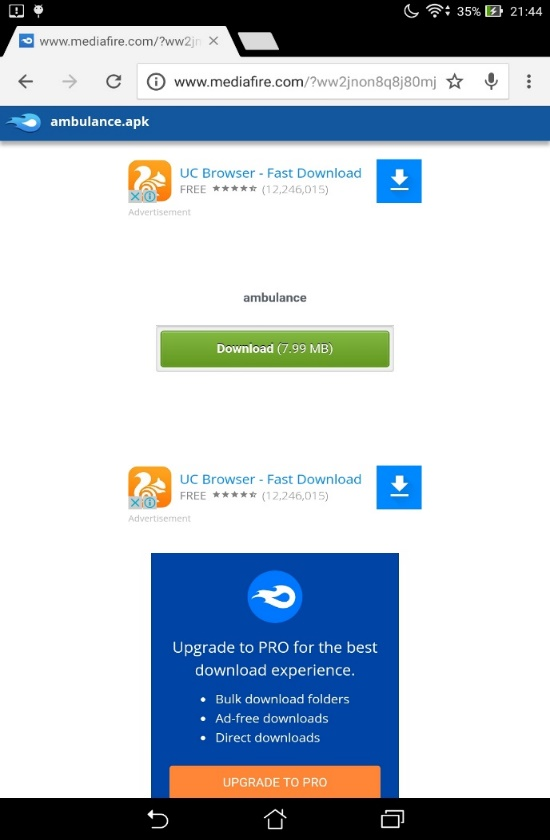 35% 21:44
www.mediafire.com/?ww2jn
www.mediafire.com/?ww2jnon8q8j80mj
ambulance.apk
UC Browser - Fast Download
FREE ★★★★★ (12,246,015)
Advertisement
ambulance
Download (7.99 MB)
UC Browser - Fast Download
FREE ★★★★★ (12,246,015)
Advertisement
Upgrade to PRO for the best
download experience.
• Bulk download folders
• Ad-free downloads
• Direct downloads
UPGRADE TO PRO